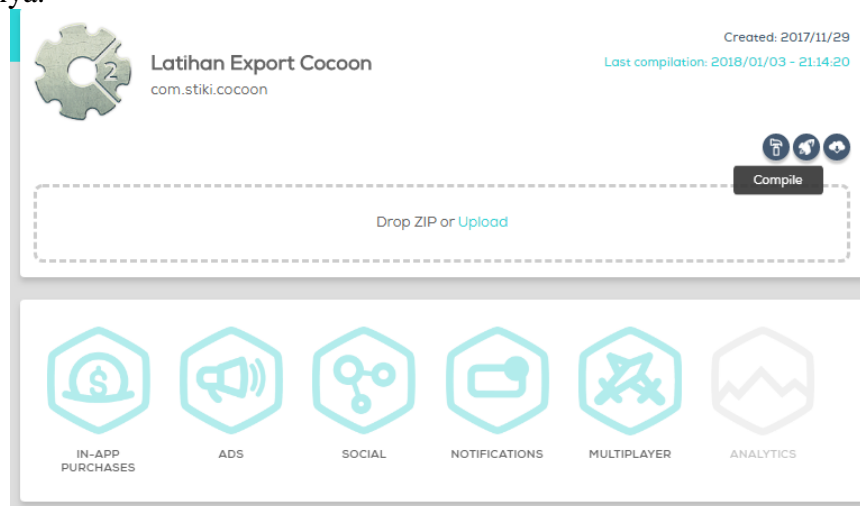 Created: 2017/11/29
Latihan Export Cocoon
Last compilation: 2018/01/03 - 21:14:20
com.stiki.cocoon
2
Compile
Drop ZIP or Upload
$
IN-APP
PURCHASES
ADS
SOCIAL
NOTIFICATIONS
MULTIPLAYER
ANALYTICS